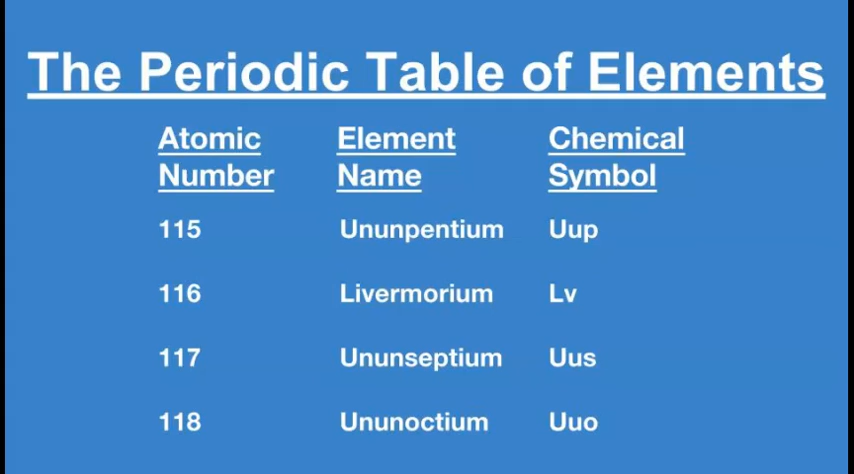 The Periodic Table of Elements
Atomic Number Element Name Chemical Symbol
115 Ununpentium Uup
116 Livermorium Lv
117 Ununseptium Uus
118 Ununoctium Uuo